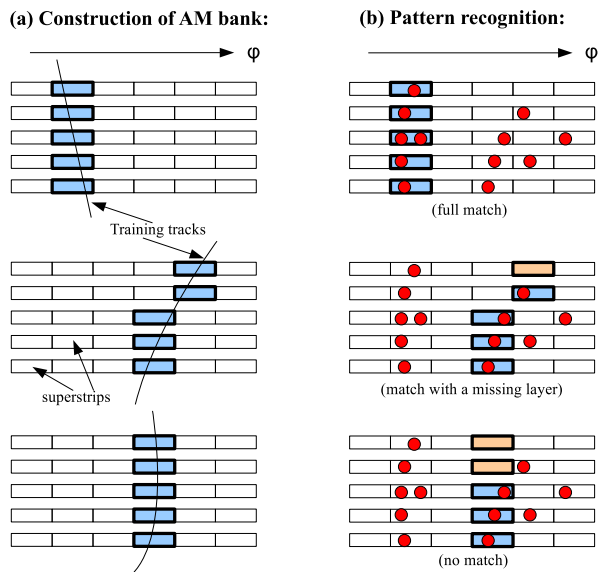 (a) Construction of AM bank:
(b) Pattern recognition:
φ
φ
(full match)
Training tracks
superstrips
(match with a missing layer)
(no match)